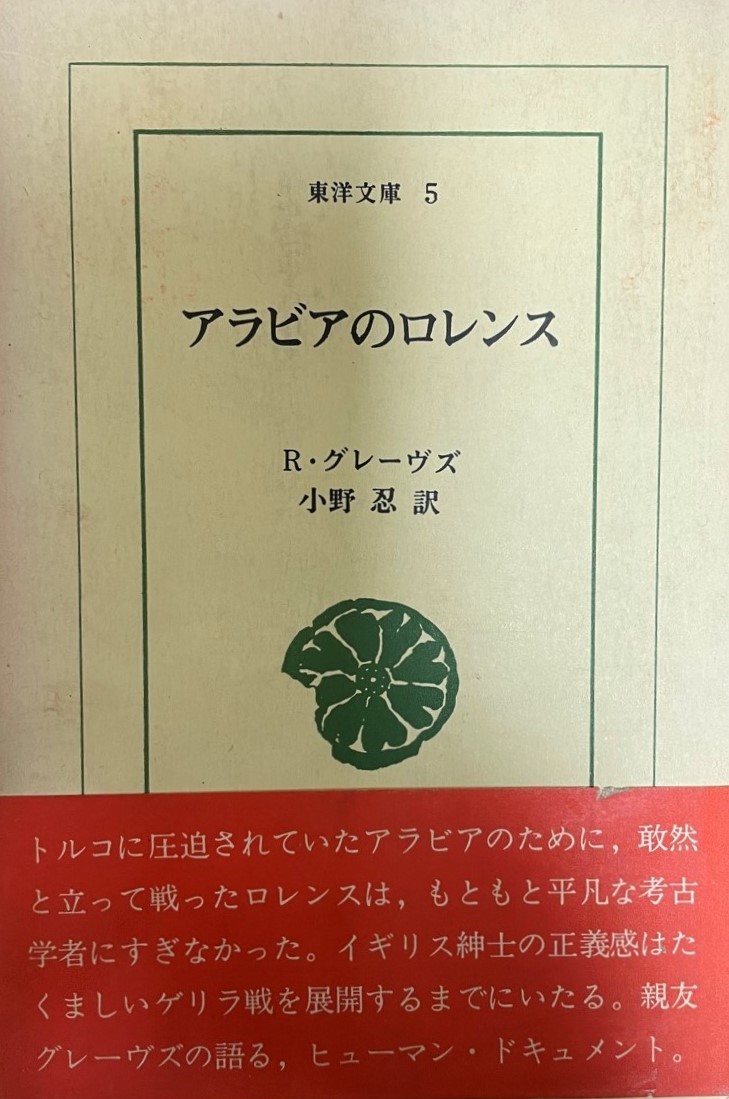 東洋文庫 5
アラビアのロレンス
R・グレーヴズ
小野 忍 訳
トルコに圧迫されていたアラビアのために，敢然
と立って戦ったロレンスは，もともと平凡な考古
学者にすぎなかった。イギリス紳士の正義感はた
くましいゲリラ戦を展開するまでにいたる。親友
グレーヴズの語る，ヒューマン・ドキュメント。